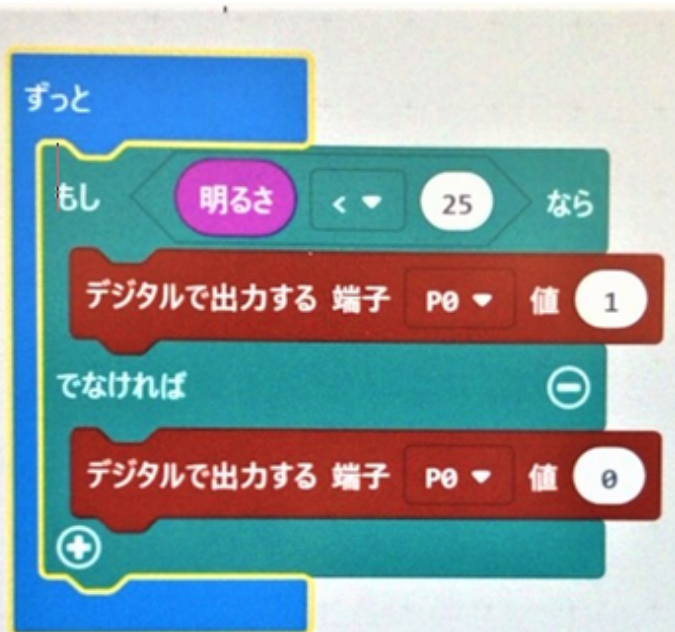 ずっと
もし 明るさ < 25 なら
デジタルで出力する 端子 P0 値 1
でなければ
デジタルで出力する 端子 P0 値 0